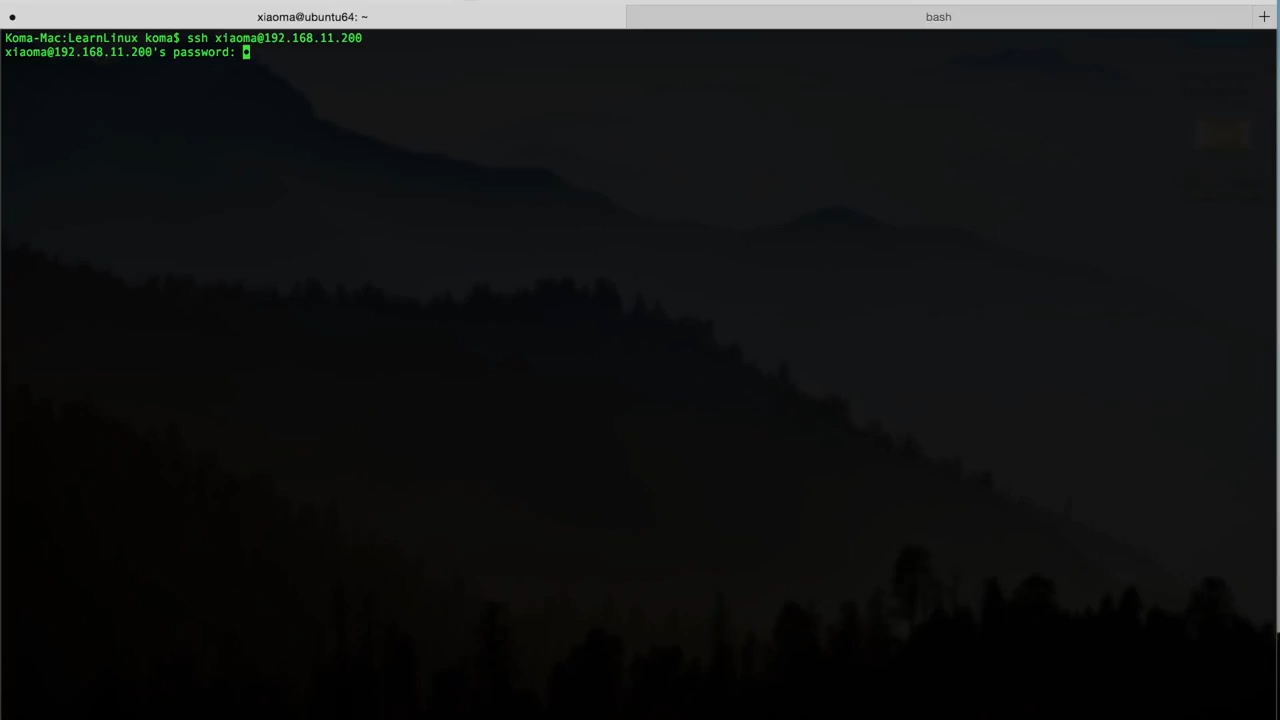 xiaoma@ubuntu64: ~
bash
Koma-Mac:LearnLinux koma$ ssh xiaoma@192.168.11.200
xiaoma@192.168.11.200's password: